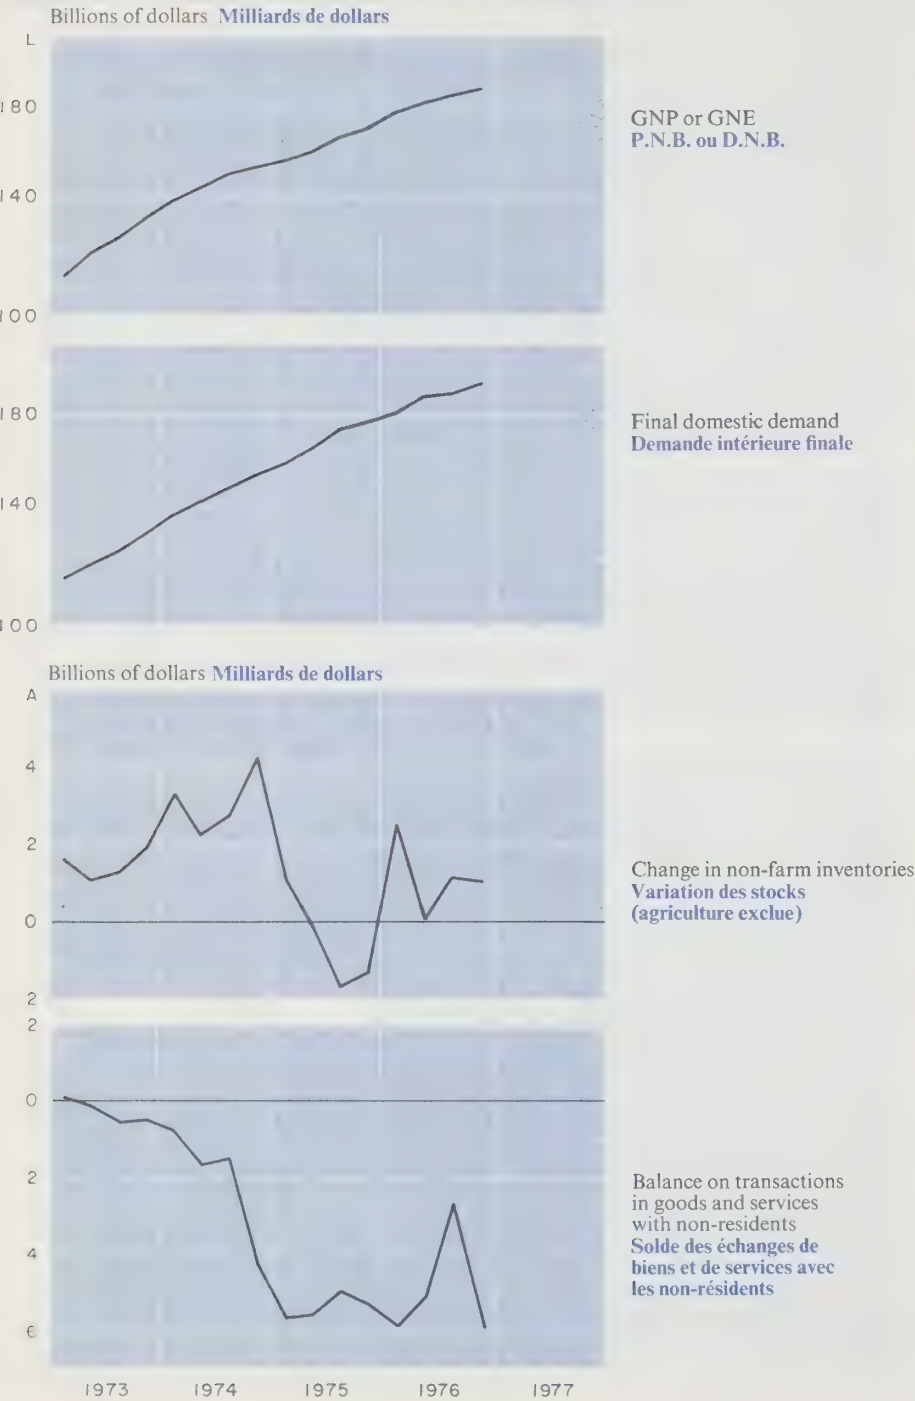 Billions of dollars Milliards de dollars
L
180
140
100
GNP or GNE
P.N.B. ou D.N.B.
180
140
100
Final domestic demand
Demande intérieure finale
Billions of dollars Milliards de dollars
A
4
2
0
2
Change in non-farm inventories
Variation des stocks
(agriculture exclue)
2
0
2
4
6
Balance on transactions
in goods and services
with non-residents
Solde des échanges de
biens et de services avec
les non-résidents
1973 1974 1975 1976 1977